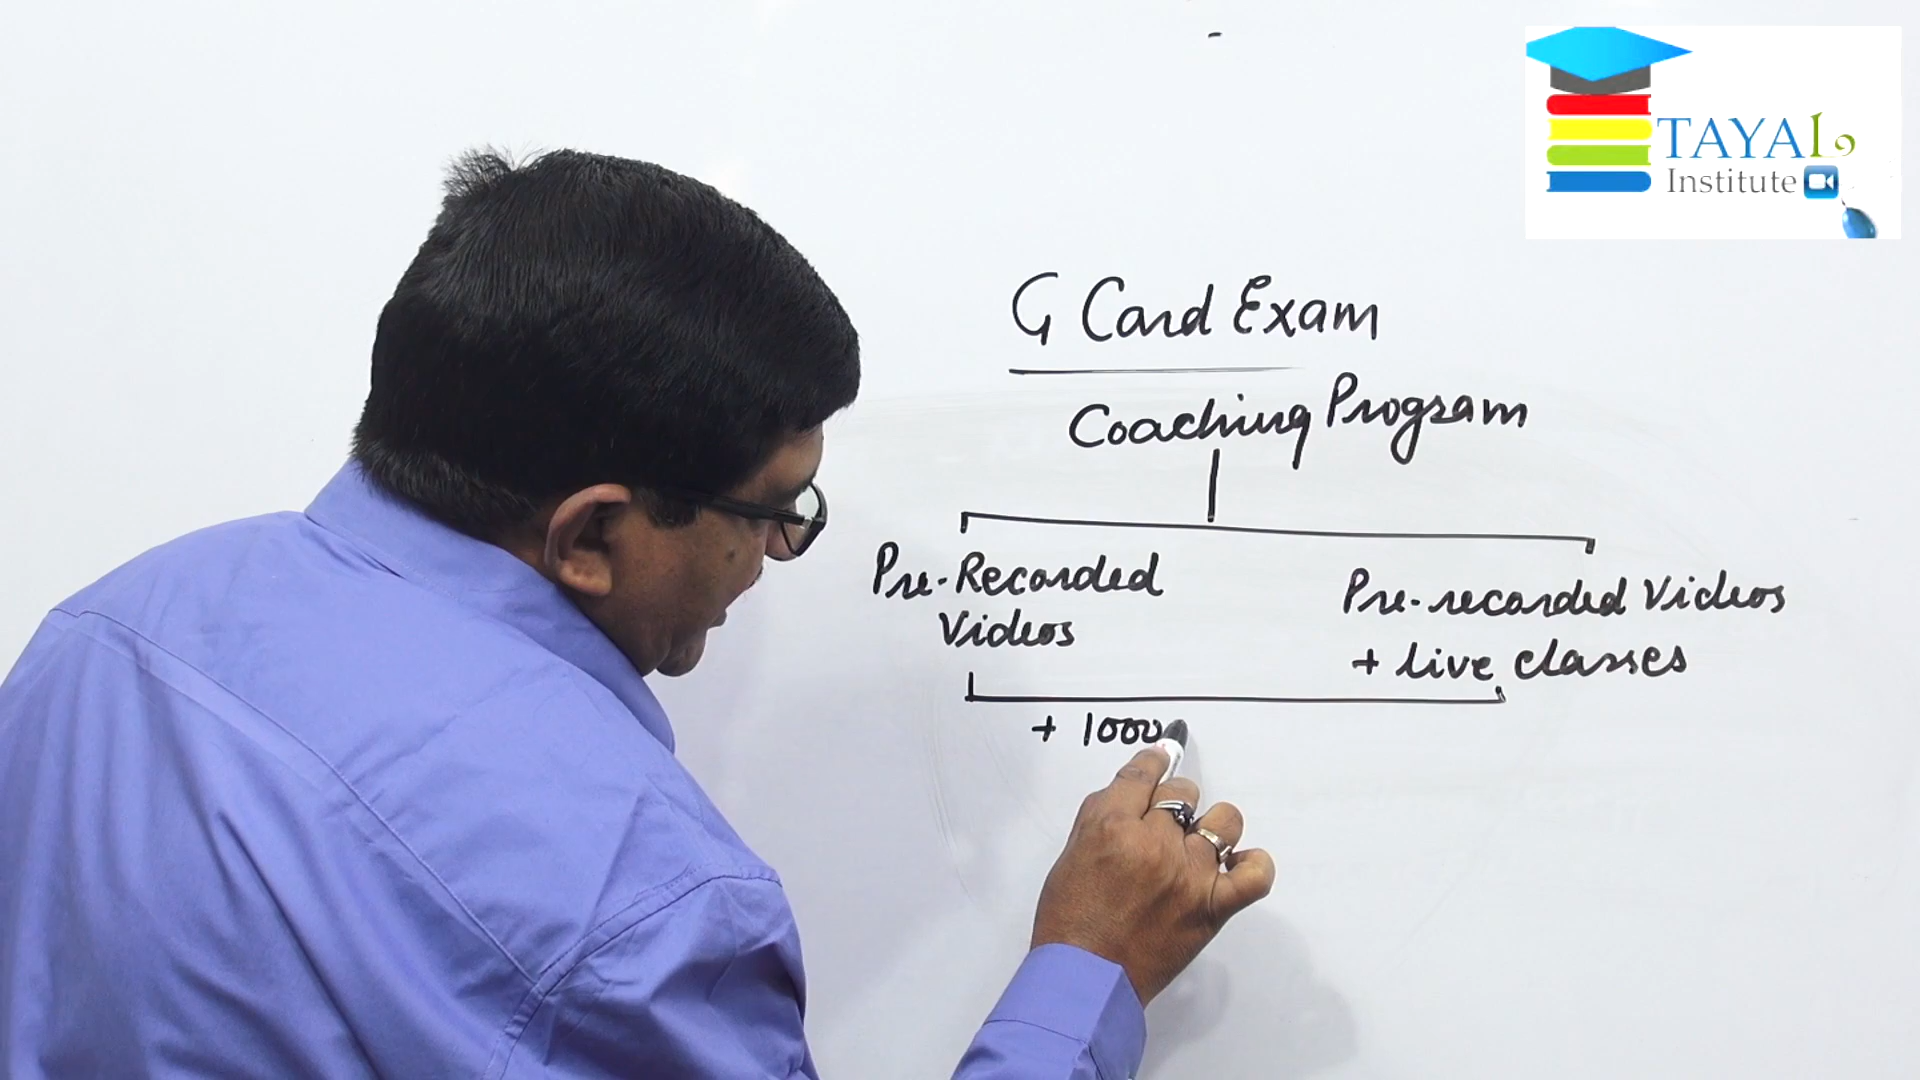 TAYAL
Institute
G Card Exam
Coaching Program
Pre-Recorded
Videos
Pre-recorded Videos
+ live classes
+ 1000